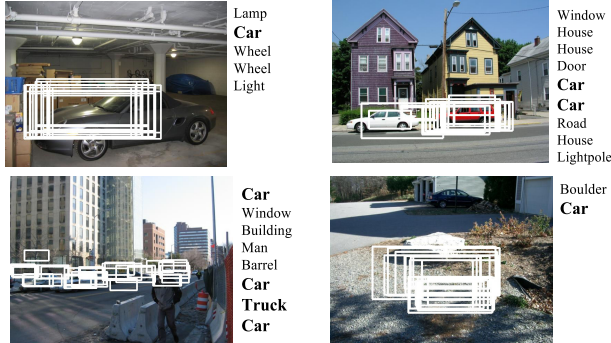 Lamp
Car
Wheel
Wheel
Light
Window
House
House
Door
Car
Car
Road
House
Lightpole
Car
Window
Building
Man
Barrel
Car
Truck
Car
Boulder
Car